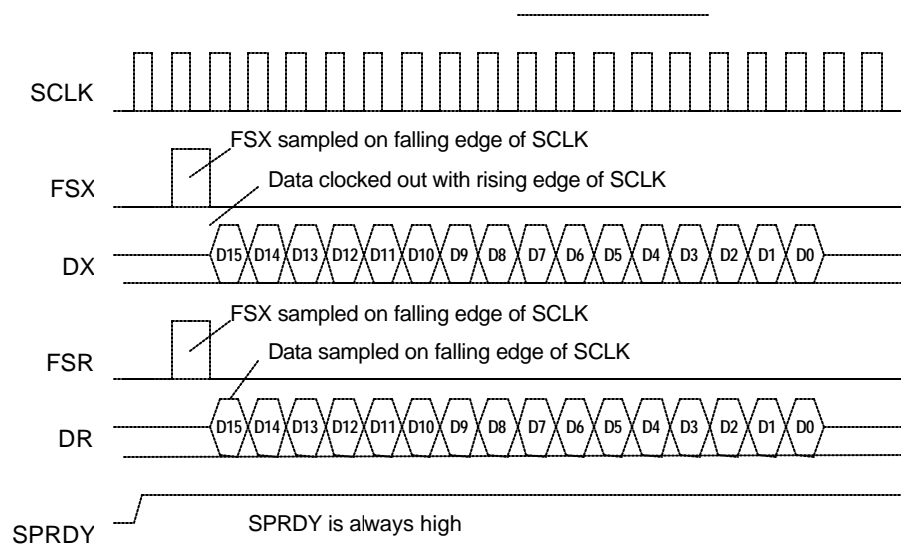 SCLK
FSX sampled on falling edge of SCLK
FSX
Data clocked out with rising edge of SCLK
DX
D15 D14 D13 D12 D11 D10 D9 D8 D7 D6 D5 D4 D3 D2 D1 D0
FSX sampled on falling edge of SCLK
FSR
Data sampled on falling edge of SCLK
DR
D15 D14 D13 D12 D11 D10 D9 D8 D7 D6 D5 D4 D3 D2 D1 D0
SPRDY
SPRDY is always high